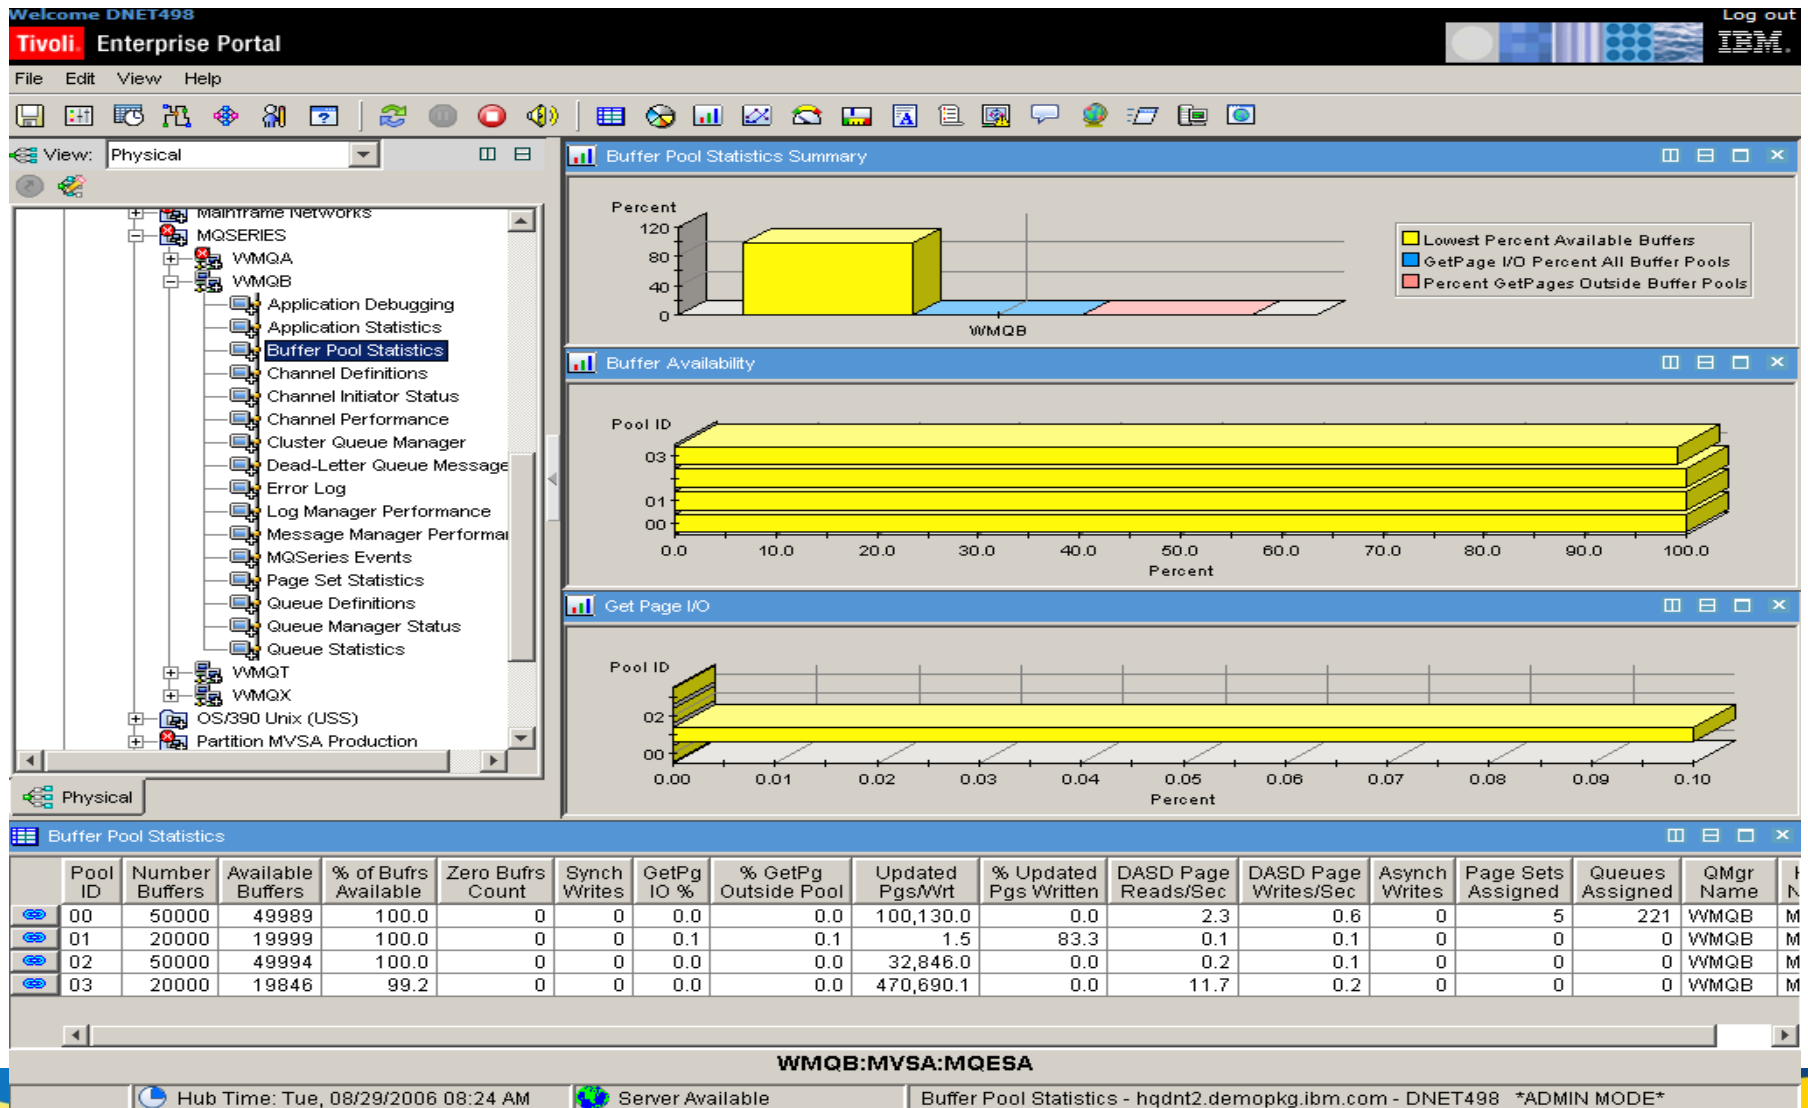 Welcome DNET498
Log out
Tivoli. Enterprise Portal
IBM.
File Edit View Help
View: Physical
Mainframe Networks
MQSERIES
WMQA
WMQB
Application Debugging
Application Statistics
Buffer Pool Statistics
Channel Definitions
Channel Initiator Status
Channel Performance
Cluster Queue Manager
Dead-Letter Queue Message
Error Log
Log Manager Performance
Message Manager Performa
MQSeries Events
Page Set Statistics
Queue Definitions
Queue Manager Status
Queue Statistics
WMQT
WMQX
OS/390 Unix (USS)
Partition MVSA Production
Physical
Buffer Pool Statistics Summary
Percent
120
80
40
0
WMQB
Lowest Percent Available Buffers
GetPage I/O Percent All Buffer Pools
Percent GetPages Outside Buffer Pools
Buffer Availability
Pool ID
03
01
00
0.0 10.0 20.0 30.0 40.0 50.0 60.0 70.0 80.0 90.0 100.0
Percent
Get Page I/O
Pool ID
02
00
0.00 0.01 0.02 0.03 0.04 0.05 0.06 0.07 0.08 0.09 0.10
Percent
Buffer Pool Statistics
Pool ID Number Buffers Available Buffers % of Bufrs Available Zero Bufrs Count Synch Writes GetPg IO % % GetPg Outside Pool Updated Pgs/Wrt % Updated Pgs Written DASD Page Reads/Sec DASD Page Writes/Sec Asynch Writes Page Sets Assigned Queues Assigned QMgr Name
00 50000 49989 100.0 0 0 0.0 0.0 100,130.0 0.0 2.3 0.6 0 5 221 WMQB M
01 20000 19999 100.0 0 0 0.1 0.1 1.5 83.3 0.1 0.1 0 0 0 WMQB M
02 50000 49994 100.0 0 0 0.0 0.0 32,846.0 0.0 0.2 0.1 0 0 0 WMQB M
03 20000 19846 99.2 0 0 0.0 0.0 470,690.1 0.0 11.7 0.2 0 0 0 WMQB M
WMQB:MVSA:MQESA
Hub Time: Tue, 08/29/2006 08:24 AM
Server Available
Buffer Pool Statistics - hqdnt2.demopkg.ibm.com - DNET498 *ADMIN MODE*